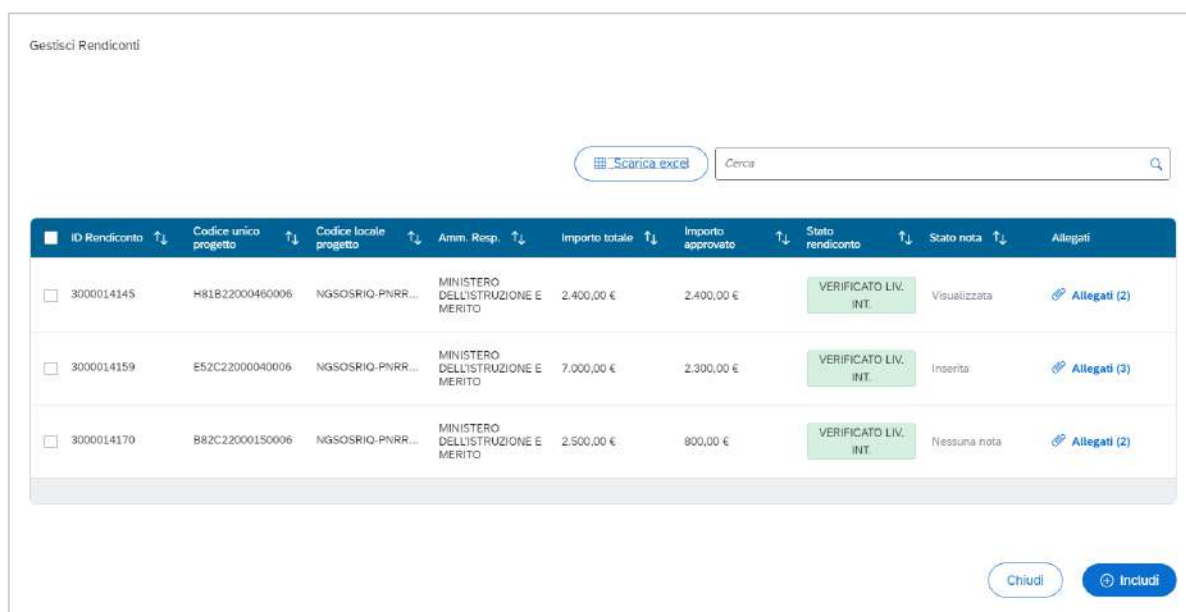 Gestisci Rendiconti
Scarica excel
Cerca
ID Rendiconto
Codice unico
progetto
Codice locale
progetto
Amm. Resp.
Importo totale
Importo
approvato
Stato
rendiconto
Stato nota
Allegati
3000014145
H81B22000460006
NGSOSRIQ-PNRR...
MINISTERO
DELL'ISTRUZIONE E
MERITO
2.400,00 €
2.400,00 €
VERIFICATO LIV.
INT.
Visualizzata
Allegati (2)
3000014159
E52C22000040006
NGSOSRIQ-PNRR...
MINISTERO
DELL'ISTRUZIONE E
MERITO
7.000,00 €
2.300,00 €
VERIFICATO LIV.
INT.
Inserita
Allegati (3)
3000014170
B82C22000150006
NGSOSRIQ-PNRR...
MINISTERO
DELL'ISTRUZIONE E
MERITO
2.500,00 €
800,00 €
VERIFICATO LIV.
INT.
Nessuna nota
Allegati (2)
Chiudi
Includi